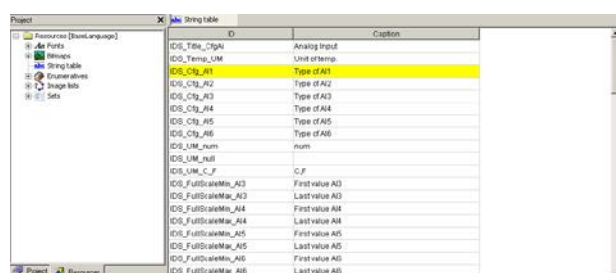 Project
String table
Resources [BaseLanguage]
Fonts
Bitmaps
String table
Enumeratives
Image lists
Sets
ID Caption
IDS_Title_CfgAI Analog Input
IDS_Temp_UM Unit of temp.
IDS_Cfg_AI1 Type of AI1
IDS_Cfg_AI2 Type of AI2
IDS_Cfg_AI3 Type of AI3
IDS_Cfg_AI4 Type of AI4
IDS_Cfg_AI5 Type of AI5
IDS_Cfg_AI6 Type of AI6
IDS_UM_num num
IDS_UM_null
IDS_UM_C_F C,F
IDS_FullScaleMin_AI3 First value AI3
IDS_FullScaleMax_AI3 Last value AI3
IDS_FullScaleMin_AI4 First value AI4
IDS_FullScaleMax_AI4 Last value AI4
IDS_FullScaleMin_AI5 First value AI5
IDS_FullScaleMax_AI5 Last value AI5
IDS_FullScaleMin_AI6 First value AI6
IDS_FullScaleMax_AI6 Last value AI6
Project Resources